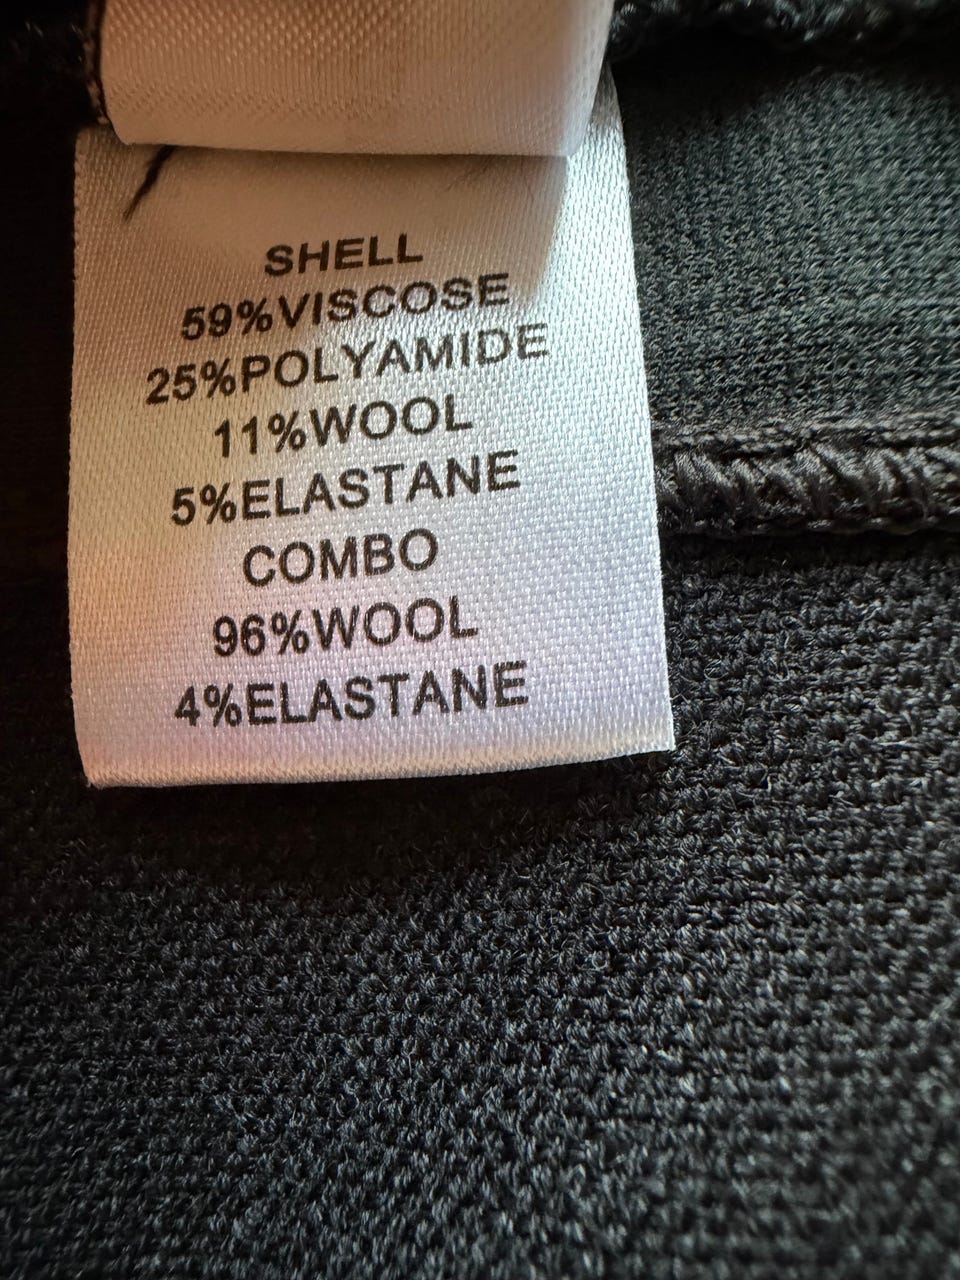 SHELL
59%VISCOSE
25%POLYAMIDE
11%WOOL
5%ELASTANE
COMBO
96%WOOL
4%ELASTANE